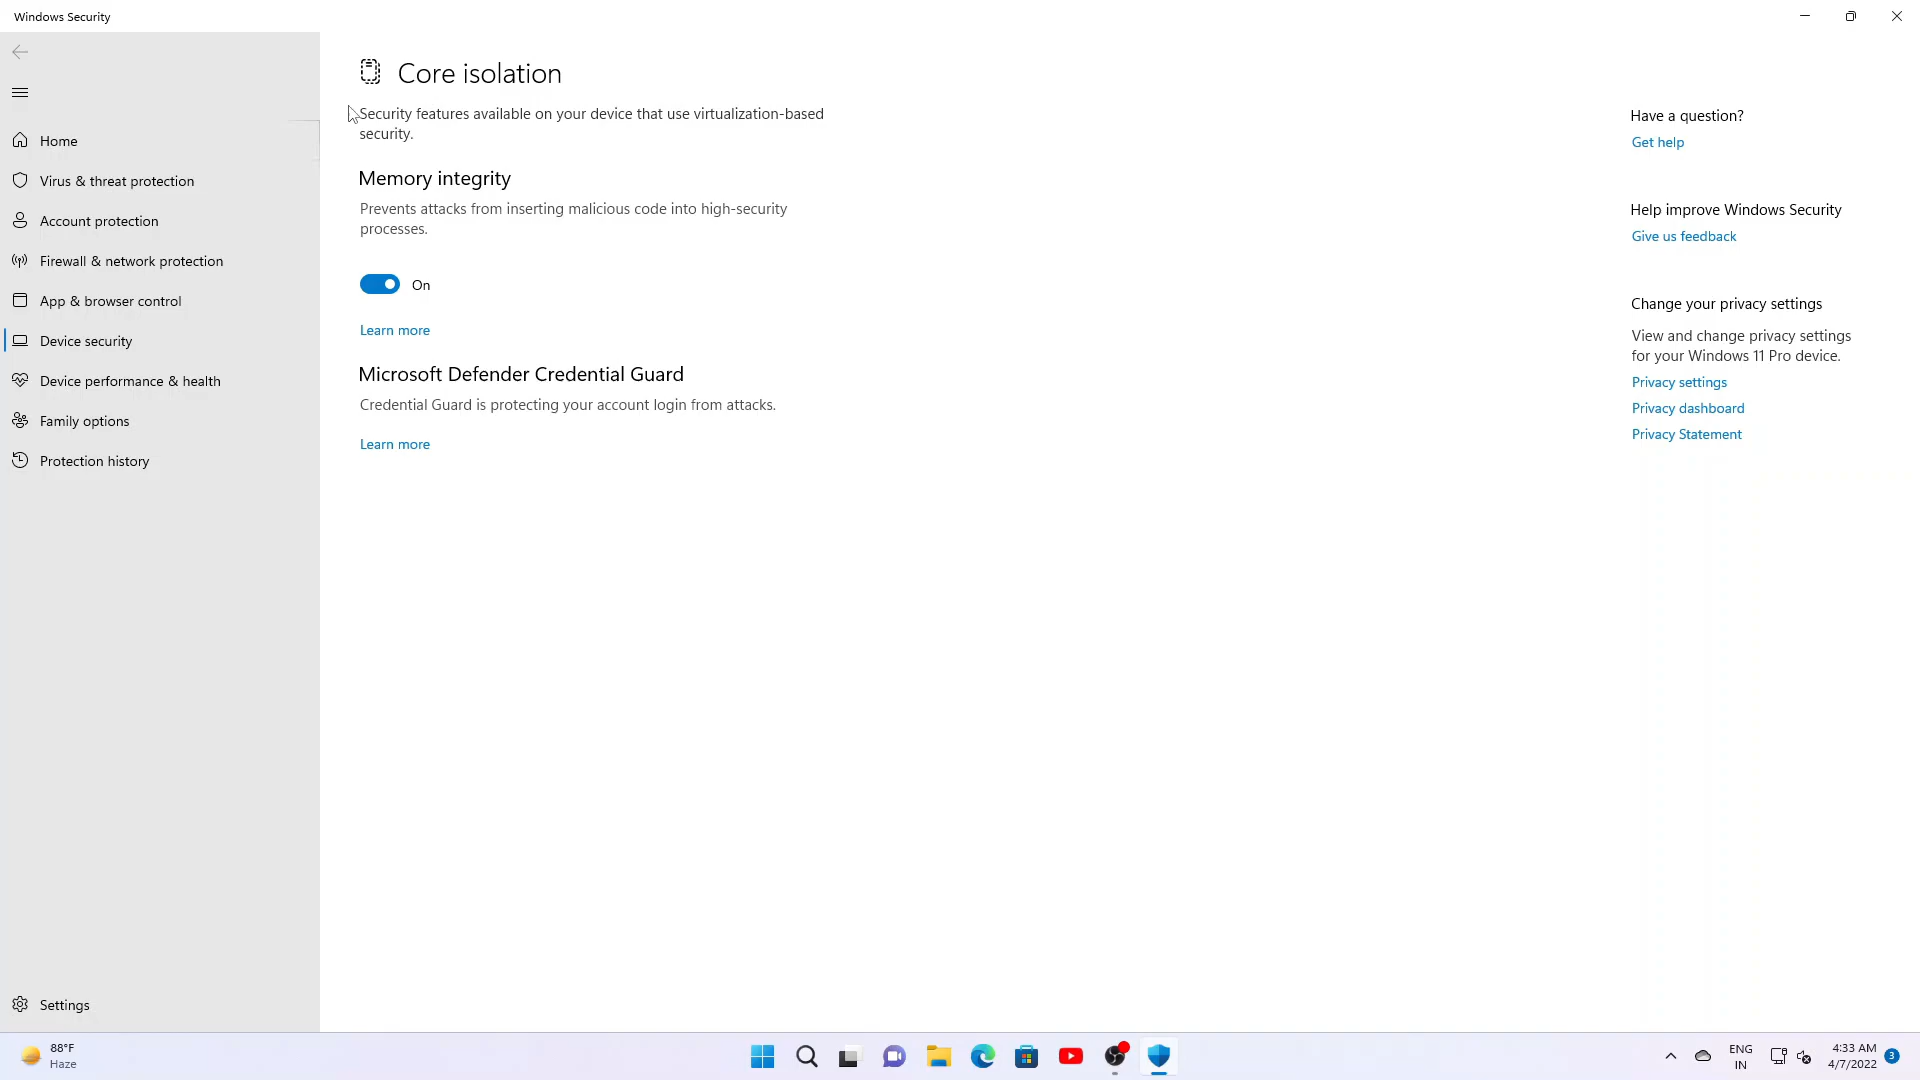 Windows Security
Home
Virus & threat protection
Account protection
Firewall & network protection
App & browser control
Device security
Device performance & health
Family options
Protection history
Settings
Core isolation
Security features available on your device that use virtualization-based
security.
Memory integrity
Prevents attacks from inserting malicious code into high-security
processes.
On
Learn more
Microsoft Defender Credential Guard
Credential Guard is protecting your account login from attacks.
Learn more
Have a question?
Get help
Help improve Windows Security
Give us feedback
Change your privacy settings
View and change privacy settings
for your Windows 11 Pro device.
Privacy settings
Privacy dashboard
Privacy Statement
88°F
Haze
ENG
IN
4:33 AM
4/7/2022
3